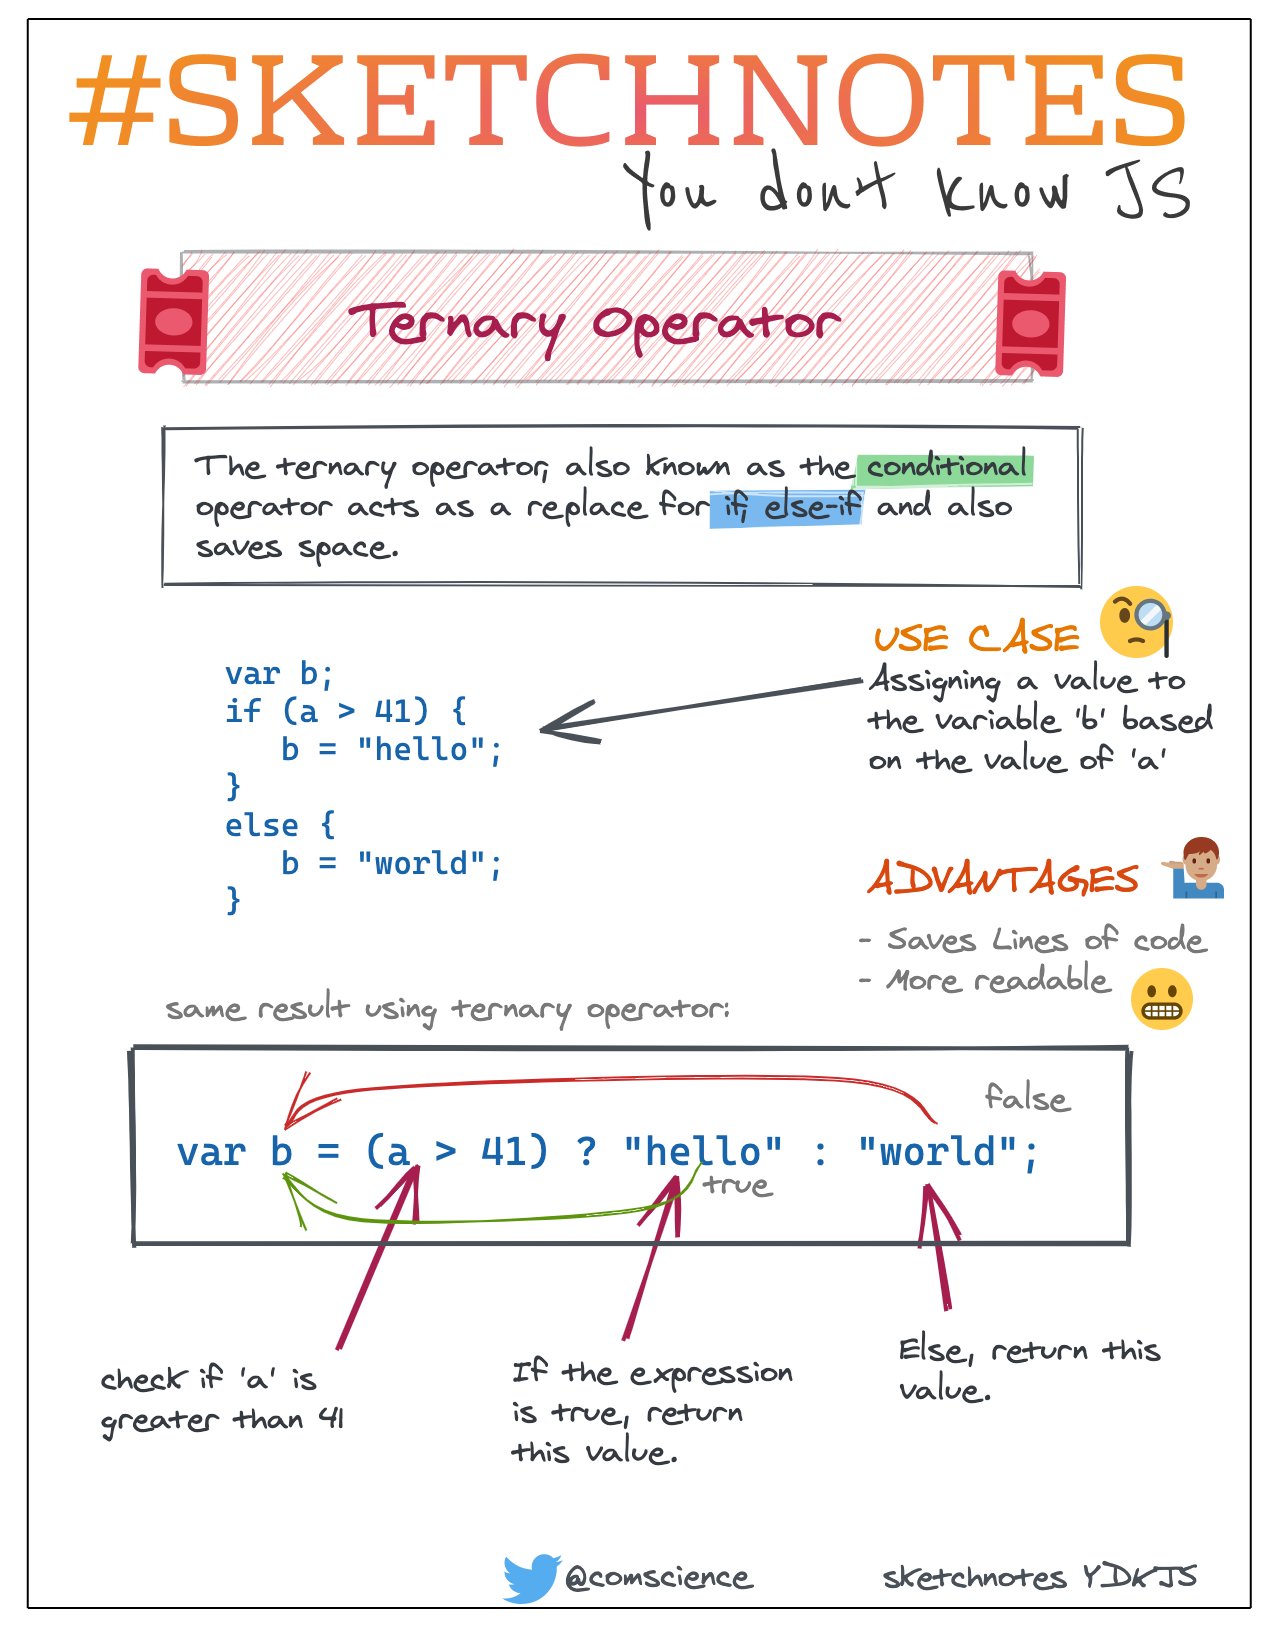 #SKETCHNOTES
You don't know JS
Ternary Operator
The ternary operator, also known as the conditional
operator acts as a replace for if, else-if and also
saves space.
USE CASE
Assigning a value to
the variable 'b' based
on the value of 'a'
var b;
if (a > 41) {
   b = "hello";
}
else {
   b = "world";
}
ADVANTAGES
- Saves Lines of code
- More readable
same result using ternary operator:
false
var b = (a > 41) ? "hello" : "world";
true
check if 'a' is
greater than 41
If the expression
is true, return
this value.
Else, return this
value.
@comscience
sketchnotes YDKJS